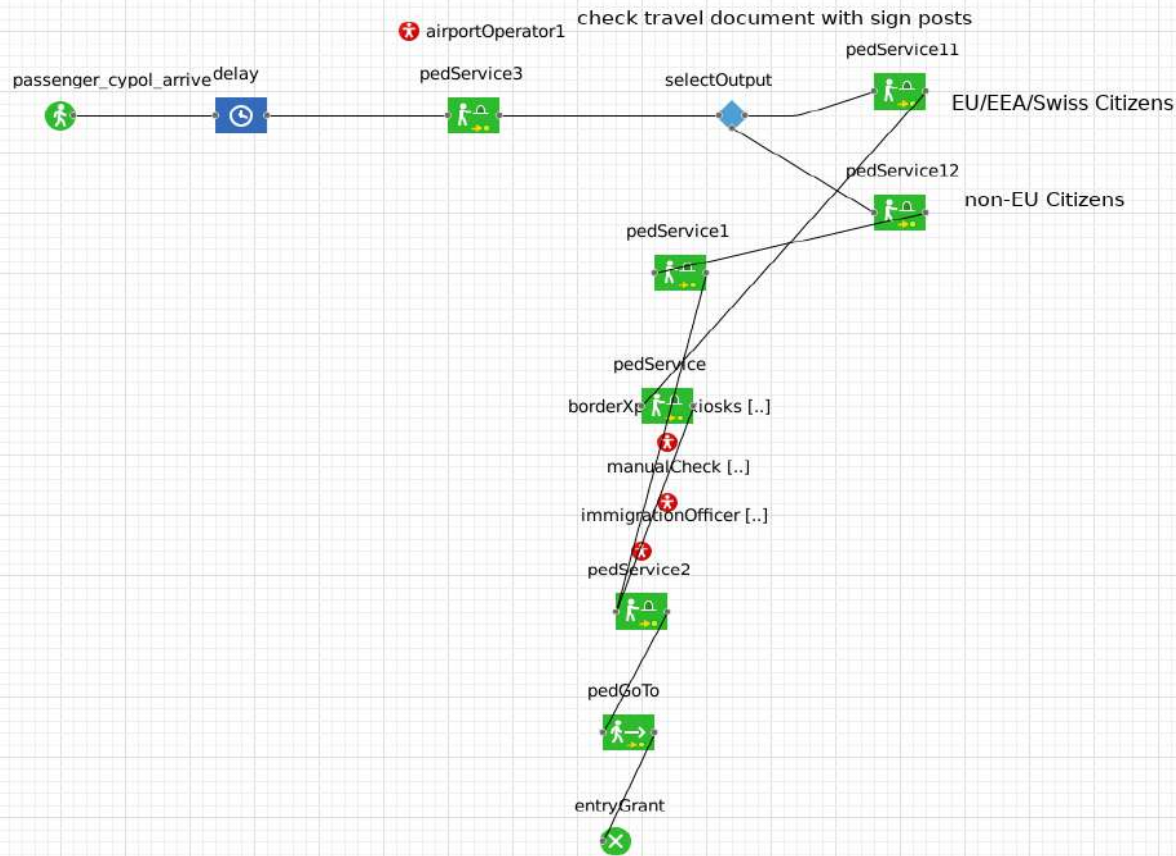 check travel document with sign posts
airportOperator1
pedService11
passenger_cypol_arrive
delay
pedService3
selectOutput
EU/EEA/Swiss Citizens
pedService12
non-EU Citizens
pedService1
pedService
kiosks [..]
manualCheck [..]
immigrationOfficer [..]
pedService2
pedGoTo
entryGrant